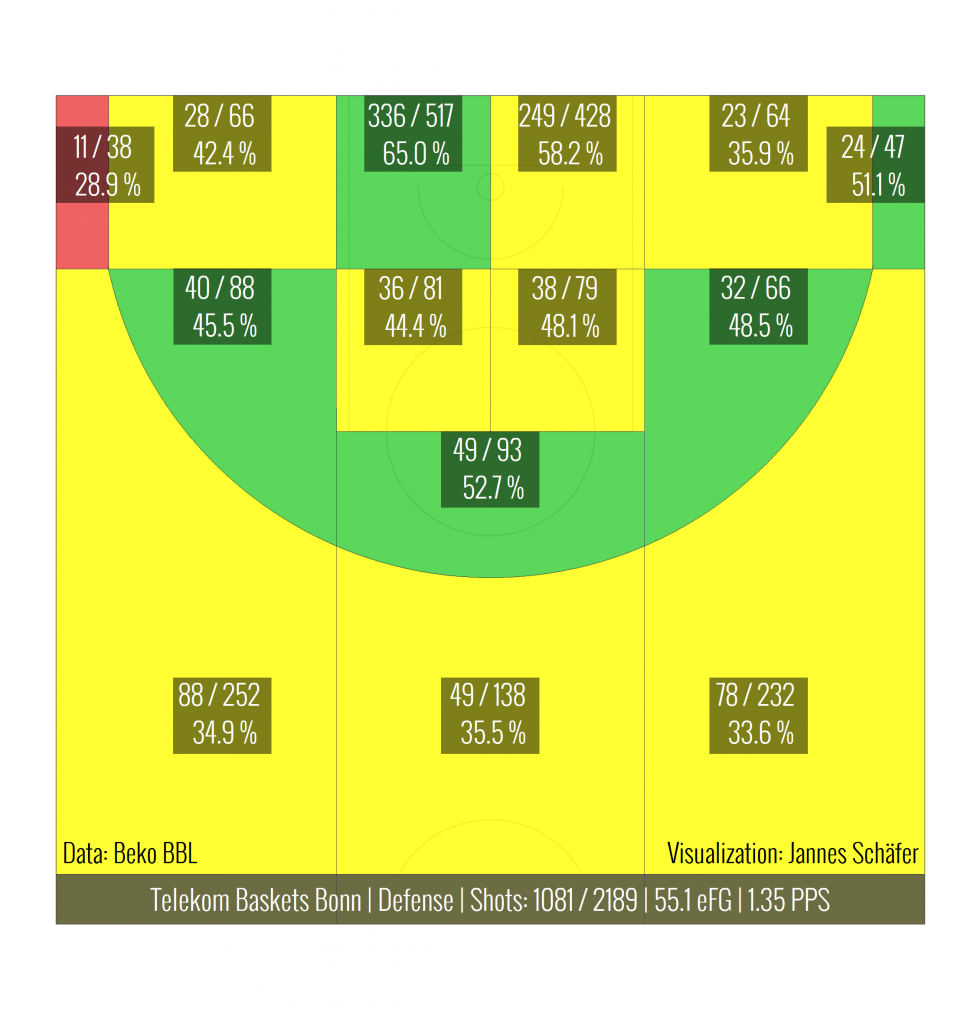 28 / 66
42.4 %
336 / 517
65.0 %
249 / 428
58.2 %
23 / 64
35.9 %
11 / 38
28.9 %
24 / 47
51.1 %
40 / 88
45.5 %
36 / 81
44.4 %
38 / 79
48.1 %
32 / 66
48.5 %
49 / 93
52.7 %
88 / 252
34.9 %
49 / 138
35.5 %
78 / 232
33.6 %
Data: Beko BBL
Visualization: Jannes Schäfer
Telekom Baskets Bonn | Defense | Shots: 1081 / 2189 | 55.1 eFG | 1.35 PPS